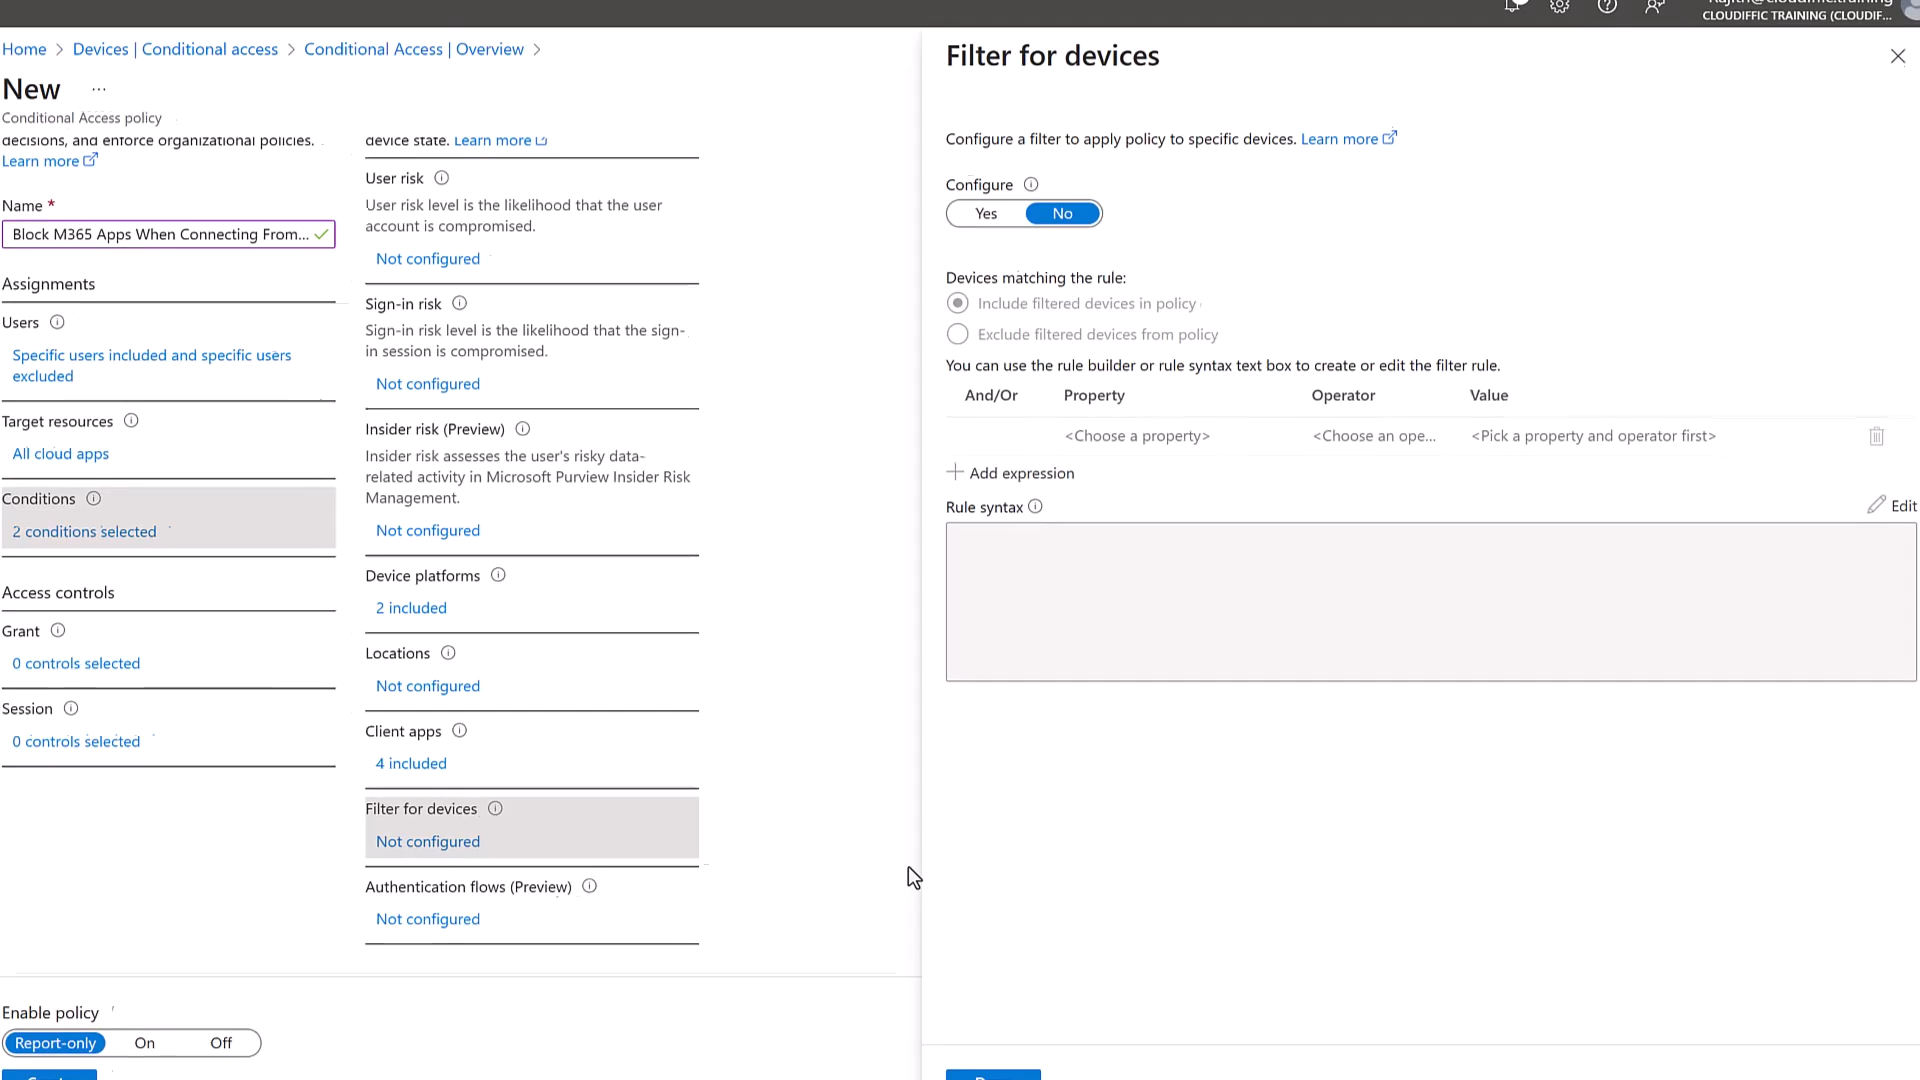 CLOUDIFFIC TRAINING (CLOUDIF...
Home > Devices | Conditional access > Conditional Access | Overview >
New ...
Conditional Access policy
decisions, and enforce organizational policies.
Learn more
Name *
Block M365 Apps When Connecting From...
Assignments
Users
Specific users included and specific users
excluded
Target resources
All cloud apps
Conditions
2 conditions selected
Access controls
Grant
0 controls selected
Session
0 controls selected
device state. Learn more
User risk
User risk level is the likelihood that the user
account is compromised.
Not configured
Sign-in risk
Sign-in risk level is the likelihood that the sign-
in session is compromised.
Not configured
Insider risk (Preview)
Insider risk assesses the user's risky data-
related activity in Microsoft Purview Insider Risk
Management.
Not configured
Device platforms
2 included
Locations
Not configured
Client apps
4 included
Filter for devices
Not configured
Authentication flows (Preview)
Not configured
Enable policy
Report-only On Off
Filter for devices
Configure a filter to apply policy to specific devices. Learn more
Configure
Yes No
Devices matching the rule:
Include filtered devices in policy
Exclude filtered devices from policy
You can use the rule builder or rule syntax text box to create or edit the filter rule.
And/Or Property Operator Value
<Choose a property> <Choose an ope... <Pick a property and operator first>
Add expression
Rule syntax
Edit